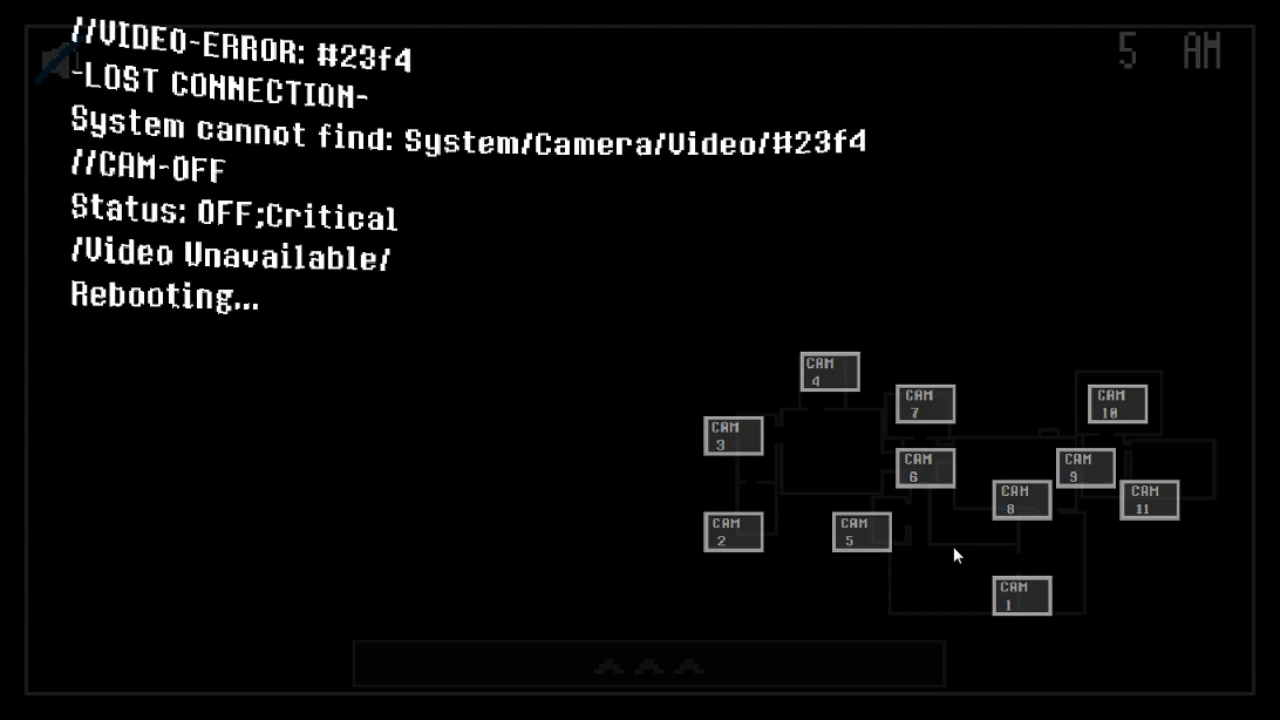 //VIDEO-ERROR: #23f4
-LOST CONNECTION-
System cannot find: System/Camera/Video/#23f4
//CAM-OFF
Status: OFF;Critical
/Video Unavailable/
Rebooting...
5 AM
CAM 4
CAM 7
CAM 10
CAM 3
CAM 6
CAM 9
CAM 8
CAM 11
CAM 2
CAM 5
CAM 1